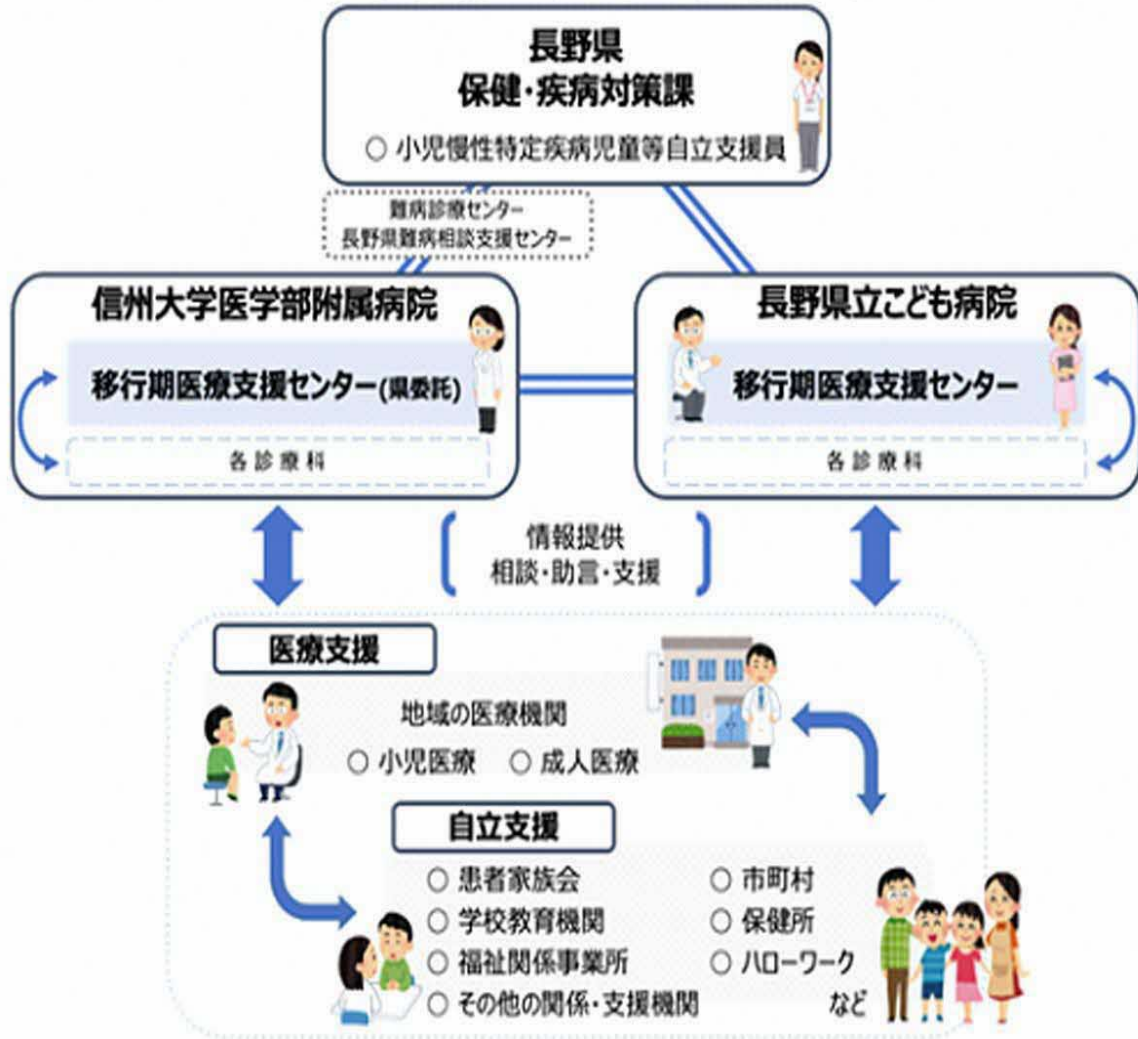 長野県
保健・疾病対策課
○ 小児慢性特定疾病児童等自立支援員
難病診療センター
長野県難病相談支援センター
信州大学医学部附属病院
移行期医療支援センター(県委託)
各診療科
長野県立こども病院
移行期医療支援センター
各診療科
情報提供
相談・助言・支援
医療支援
地域の医療機関
○ 小児医療 ○ 成人医療
自立支援
○ 患者家族会 ○ 市町村
○ 学校教育機関 ○ 保健所
○ 福祉関係事業所 ○ ハローワーク
○ その他の関係・支援機関 など